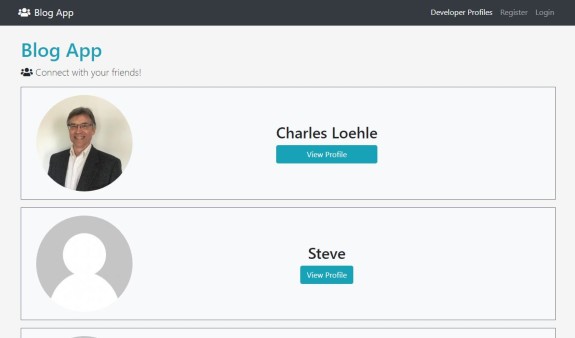 Blog App
Developer Profiles Register Login
Blog App
Connect with your friends!
Charles Loehle
View Profile
Steve
View Profile